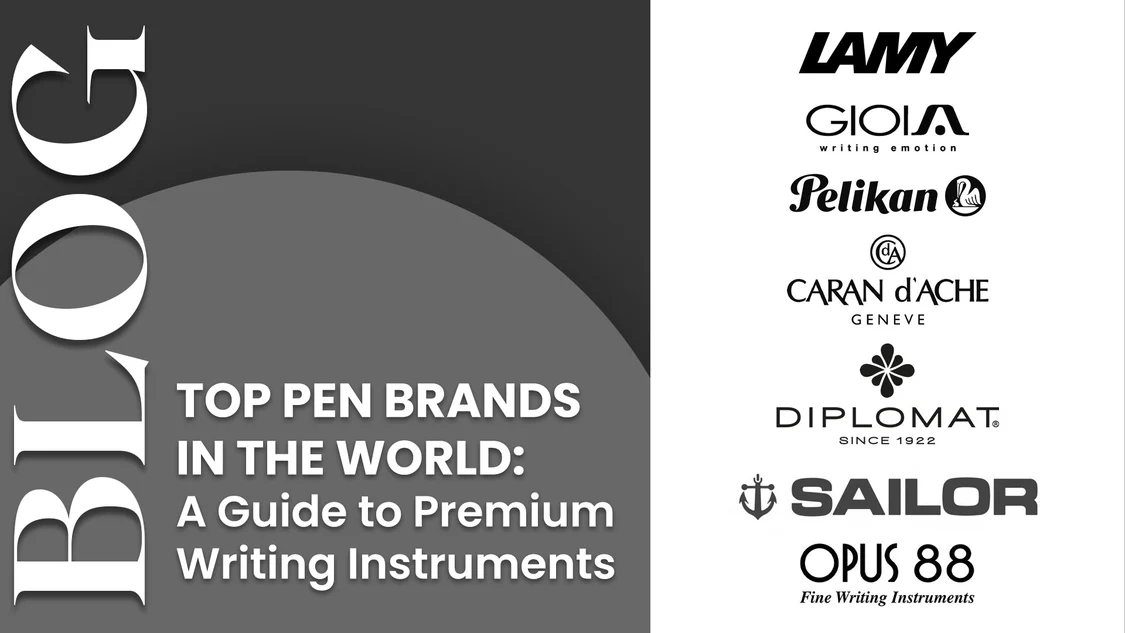 BLOG
TOP PEN BRANDS
IN THE WORLD:
A Guide to Premium
Writing Instruments
LAMY
GIOIA
writing emotion
Pelikan
CdA
CARAN d'ACHE
GENEVE
DIPLOMAT®
SINCE 1922
SAILOR
OPUS 88
Fine Writing Instruments